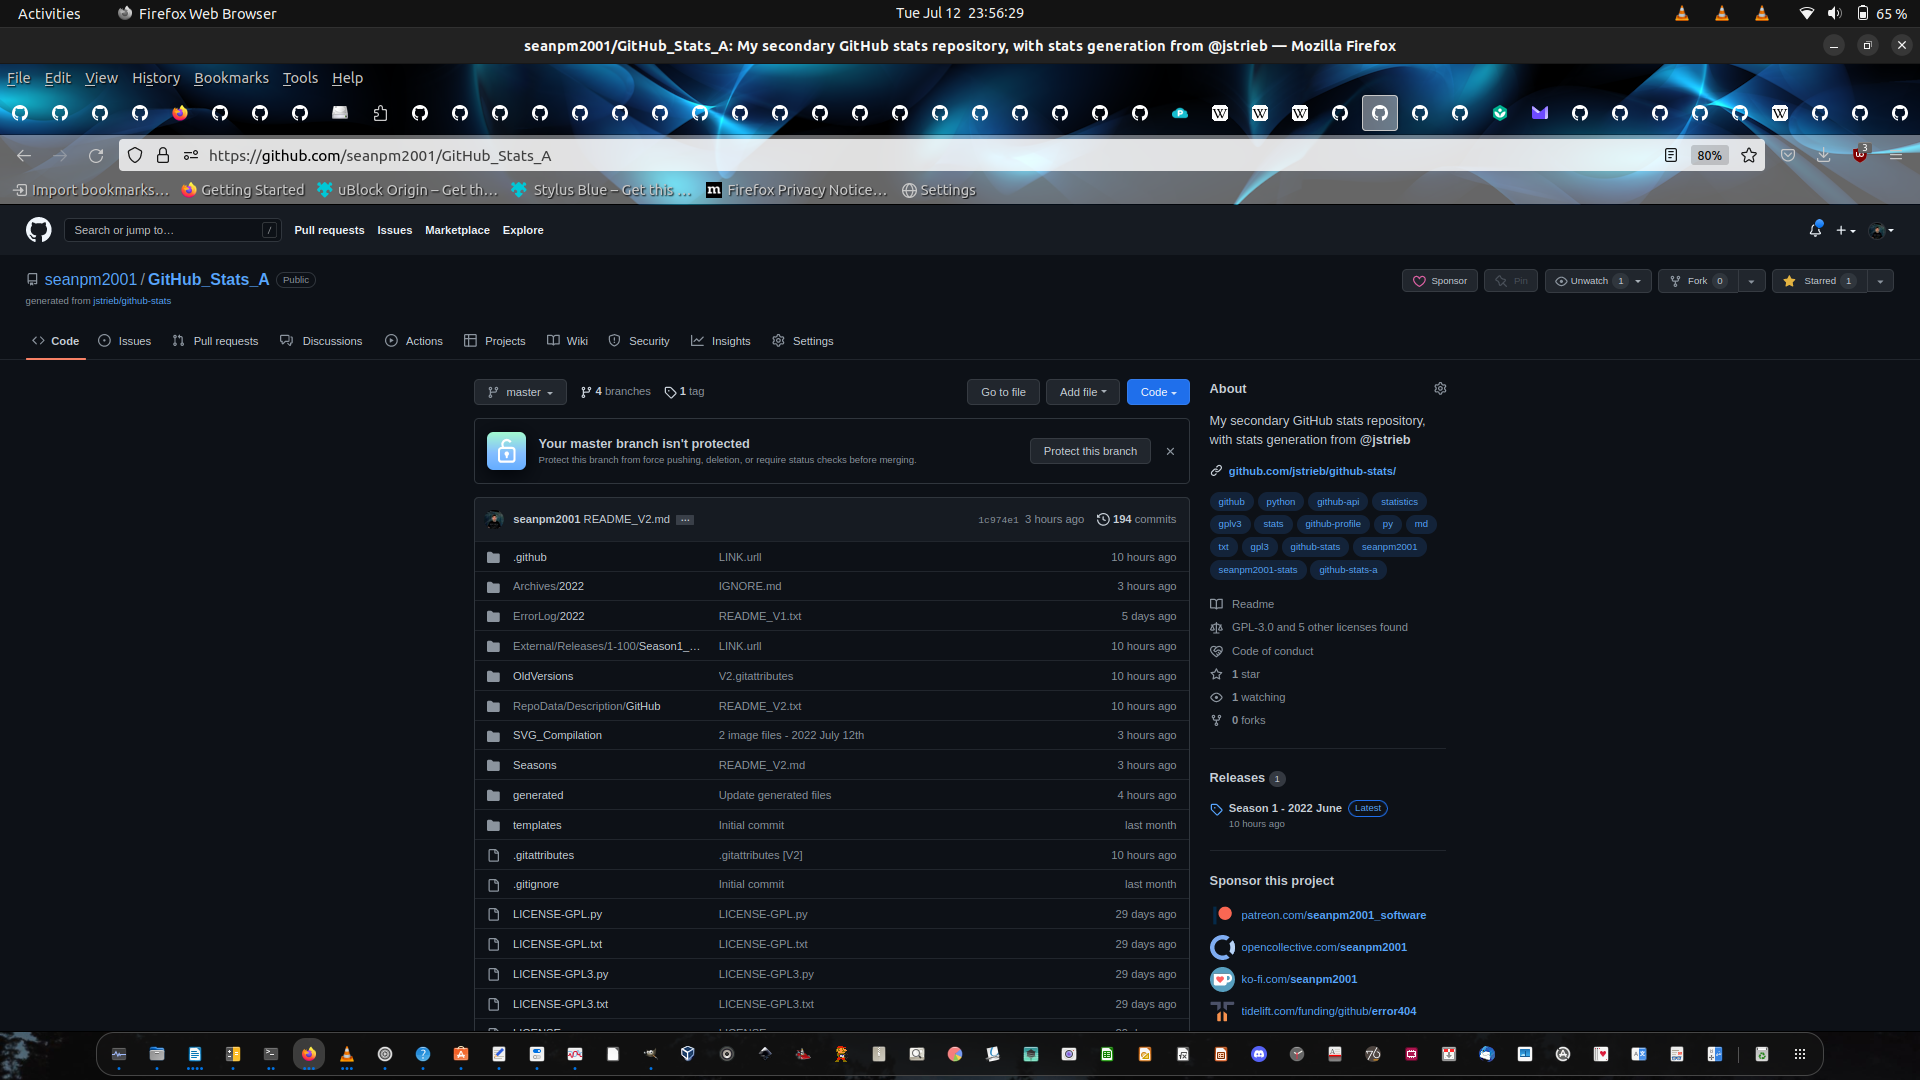 Activities
Firefox Web Browser
Tue Jul 12  23:56:29
65 %
seanpm2001/GitHub_Stats_A: My secondary GitHub stats repository, with stats generation from @jstrieb — Mozilla Firefox
File Edit View History Bookmarks Tools Help
https://github.com/seanpm2001/GitHub_Stats_A
80%
3
Import bookmarks…
Getting Started
uBlock Origin – Get th…
Stylus Blue – Get this …
Firefox Privacy Notice…
Settings
Search or jump to…
/
Pull requests
Issues
Marketplace
Explore
seanpm2001 / GitHub_Stats_A
Public
Sponsor
Pin
Unwatch 1
Fork 0
Starred 1
generated from jstrieb/github-stats
Code
Issues
Pull requests
Discussions
Actions
Projects
Wiki
Security
Insights
Settings
master
4 branches
1 tag
Go to file
Add file
Code
Your master branch isn't protected
Protect this branch from force pushing, deletion, or require status checks before merging.
Protect this branch
seanpm2001 README_V2.md ...
1c974e1 3 hours ago
194 commits
.github LINK.urll 10 hours ago
Archives/2022 IGNORE.md 3 hours ago
ErrorLog/2022 README_V1.txt 5 days ago
External/Releases/1-100/Season1_... LINK.urll 10 hours ago
OldVersions V2.gitattributes 10 hours ago
RepoData/Description/GitHub README_V2.txt 10 hours ago
SVG_Compilation 2 image files - 2022 July 12th 3 hours ago
Seasons README_V2.md 3 hours ago
generated Update generated files 4 hours ago
templates Initial commit last month
.gitattributes .gitattributes [V2] 10 hours ago
.gitignore Initial commit last month
LICENSE-GPL.py LICENSE-GPL.py 29 days ago
LICENSE-GPL.txt LICENSE-GPL.txt 29 days ago
LICENSE-GPL3.py LICENSE-GPL3.py 29 days ago
LICENSE-GPL3.txt LICENSE-GPL3.txt 29 days ago
About
My secondary GitHub stats repository,
with stats generation from @jstrieb
github.com/jstrieb/github-stats/
github python github-api statistics
gplv3 stats github-profile py md
txt gpl3 github-stats seanpm2001
seanpm2001-stats github-stats-a
Readme
GPL-3.0 and 5 other licenses found
Code of conduct
1 star
1 watching
0 forks
Releases 1
Season 1 - 2022 June Latest
10 hours ago
Sponsor this project
patreon.com/seanpm2001_software
opencollective.com/seanpm2001
ko-fi.com/seanpm2001
tidelift.com/funding/github/error404